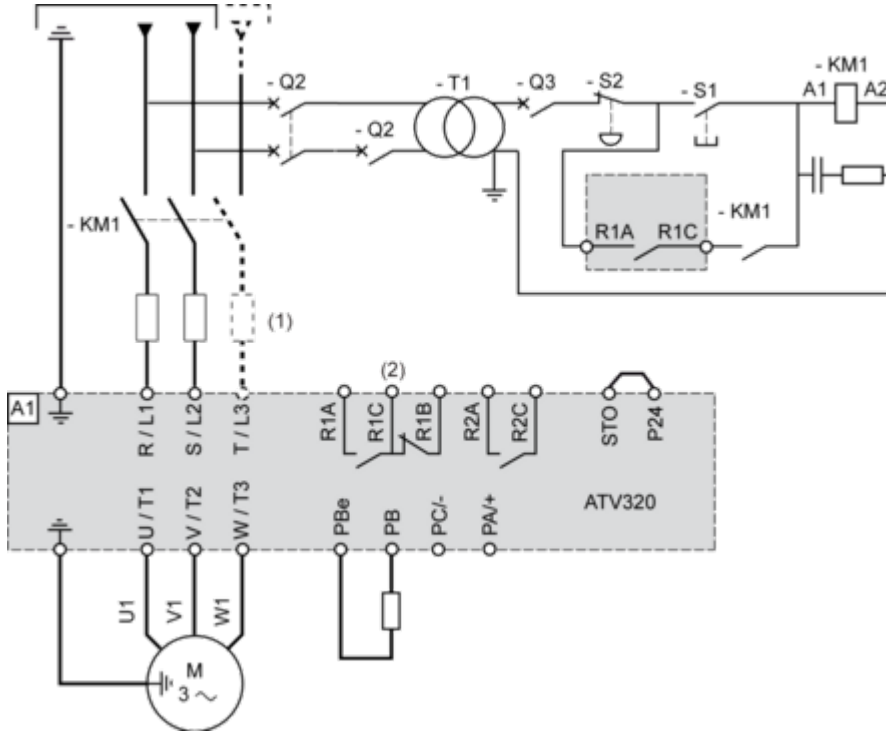 - Q2
- T1
- Q3
- S2
- S1
- KM1
A1
A2
- Q2
- KM1
R1A
R1C
- KM1
(1)
(2)
A1
R / L1
S / L2
T / L3
R1A
R1C
R1B
R2A
R2C
STO
P24
ATV320
U / T1
V / T2
W / T3
PBe
PB
PC/-
PA/+
U1
V1
W1
M
3 ~